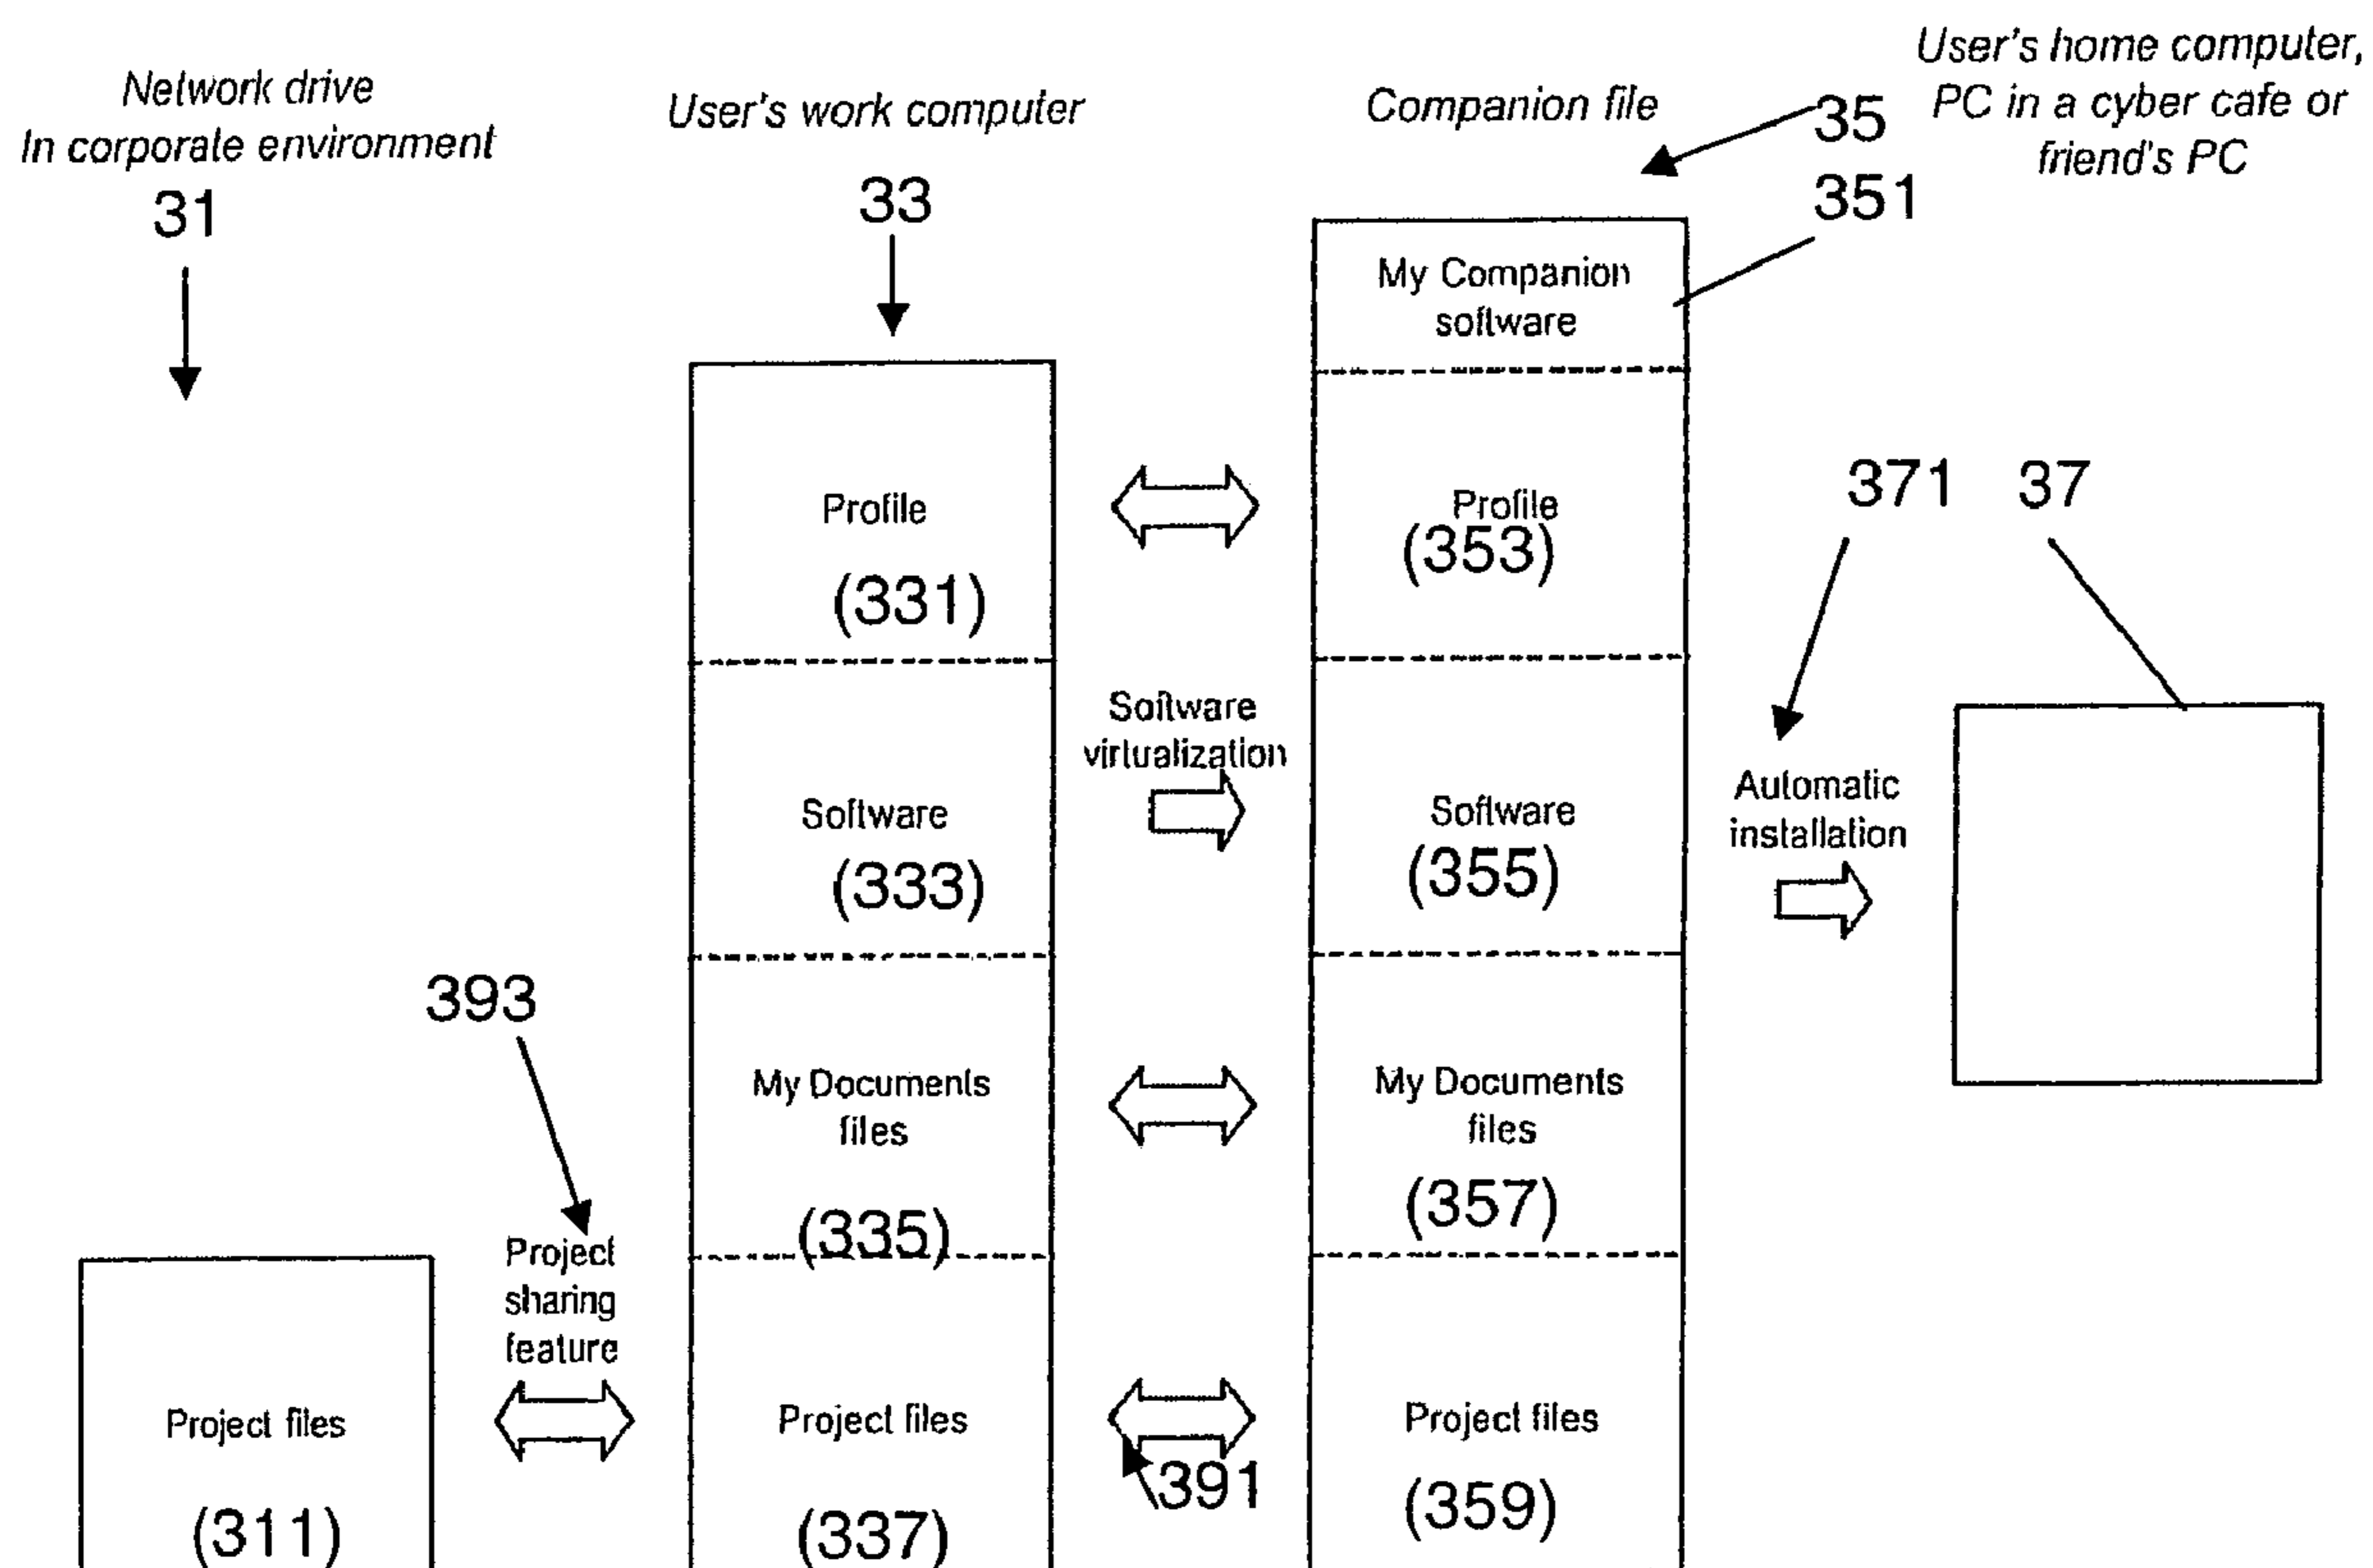 Network drive
In corporate environment
31
User's work computer
33
Companion file
35
351
User's home computer,
PC in a cyber cafe or
friend's PC
My Companion
software
371
37
Profile
(331)
Profile
(353)
Software
virtualization
Software
(333)
Software
(355)
Automatic
installation
393
My Documents
files
(335)
My Documents
files
(357)
Project
sharing
feature
Project files
(311)
Project files
(337)
391
Project files
(359)